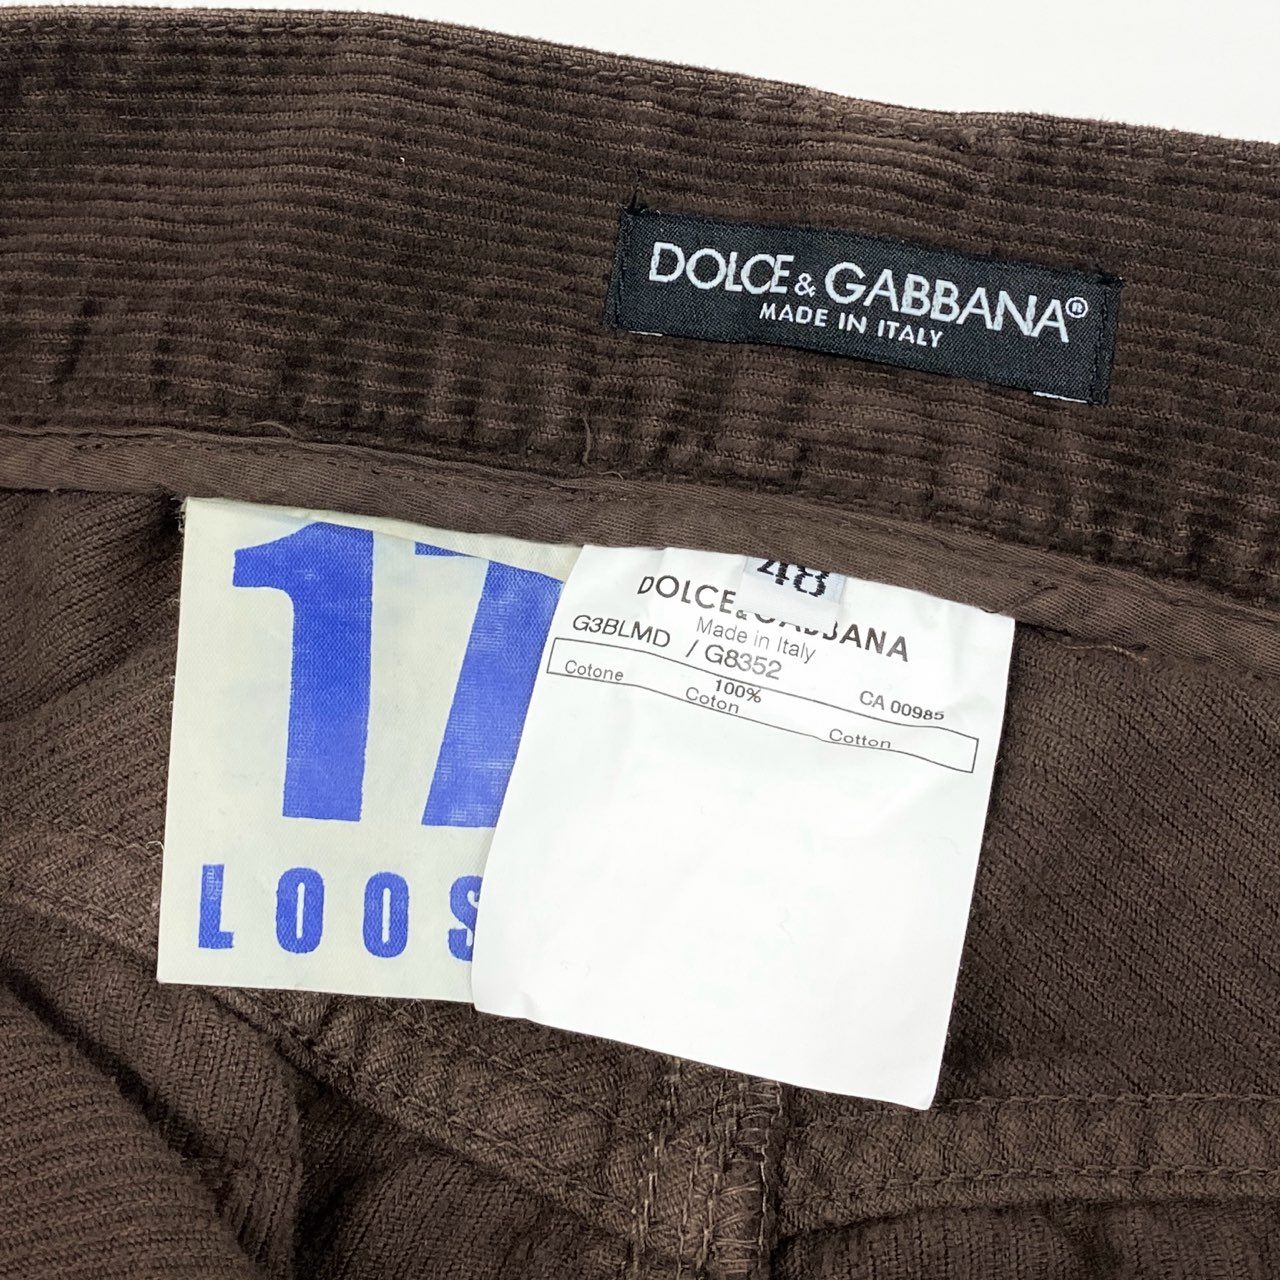 DOLCE & GABBANA®
MADE IN ITALY
17
LOOS
48
DOLCE & GABBANA
Made in Italy
G3BLMD / G8352
CA 00985
100%
Cotone Coton Cotton